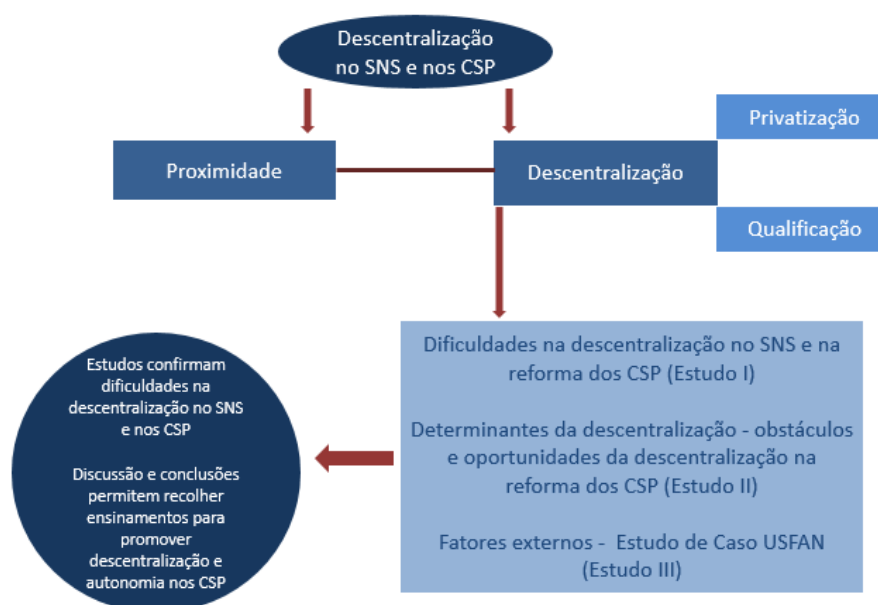 Descentralização
no SNS e nos CSP
Privatização
Proximidade
Descentralização
Qualificação
Dificuldades na descentralização no SNS e na
reforma dos CSP (Estudo I)
Determinantes da descentralização - obstáculos
e oportunidades da descentralização na
reforma dos CSP (Estudo II)
Fatores externos - Estudo de Caso USFAN
(Estudo III)
Estudos confirmam
dificuldades na
descentralização no SNS
e nos CSP
Discussão e conclusões
permitem recolher
ensinamentos para
promover
descentralização e
autonomia nos CSP